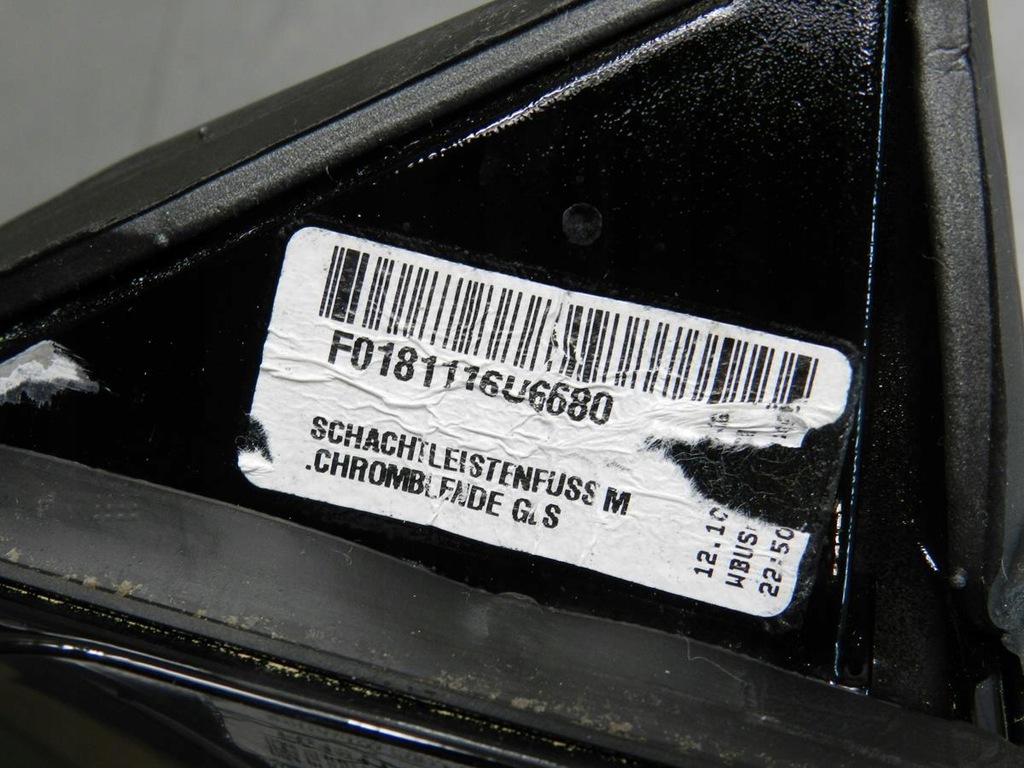 F0181116U6680
SCHACHTLEISTENFUSS M
.CHROMBLENDE GLS
12.10
WBUS
22:50